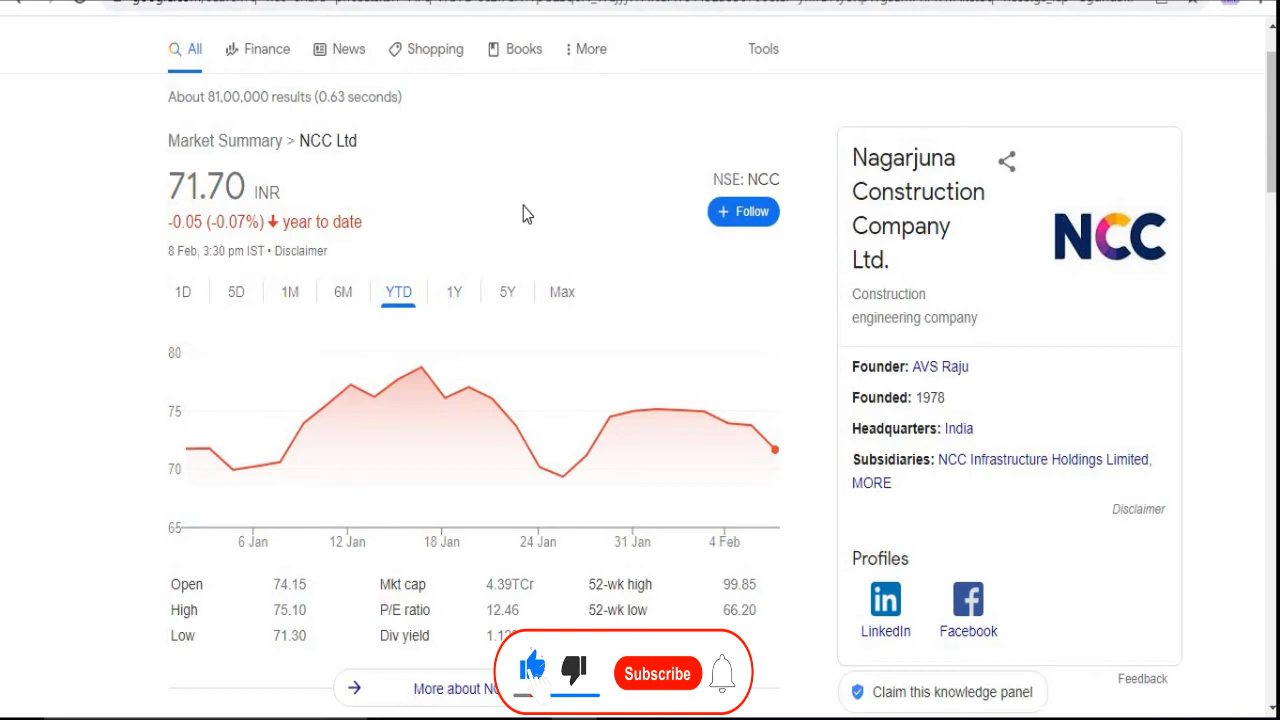 All Finance News Shopping Books More Tools
About 81,00,000 results (0.63 seconds)
Market Summary > NCC Ltd
71.70 INR
-0.05 (-0.07%) year to date
8 Feb, 3:30 pm IST • Disclaimer
NSE: NCC
+ Follow
1D 5D 1M 6M YTD 1Y 5Y Max
80
75
70
65
6 Jan 12 Jan 18 Jan 24 Jan 31 Jan 4 Feb
Open 74.15 Mkt cap 4.39TCr 52-wk high 99.85
High 75.10 P/E ratio 12.46 52-wk low 66.20
Low 71.30 Div yield
More about
Subscribe
Nagarjuna
Construction
Company
Ltd.
NCC
Construction
engineering company
Founder: AVS Raju
Founded: 1978
Headquarters: India
Subsidiaries: NCC Infrastructure Holdings Limited,
MORE
Disclaimer
Profiles
in f
LinkedIn Facebook
Feedback
Claim this knowledge panel